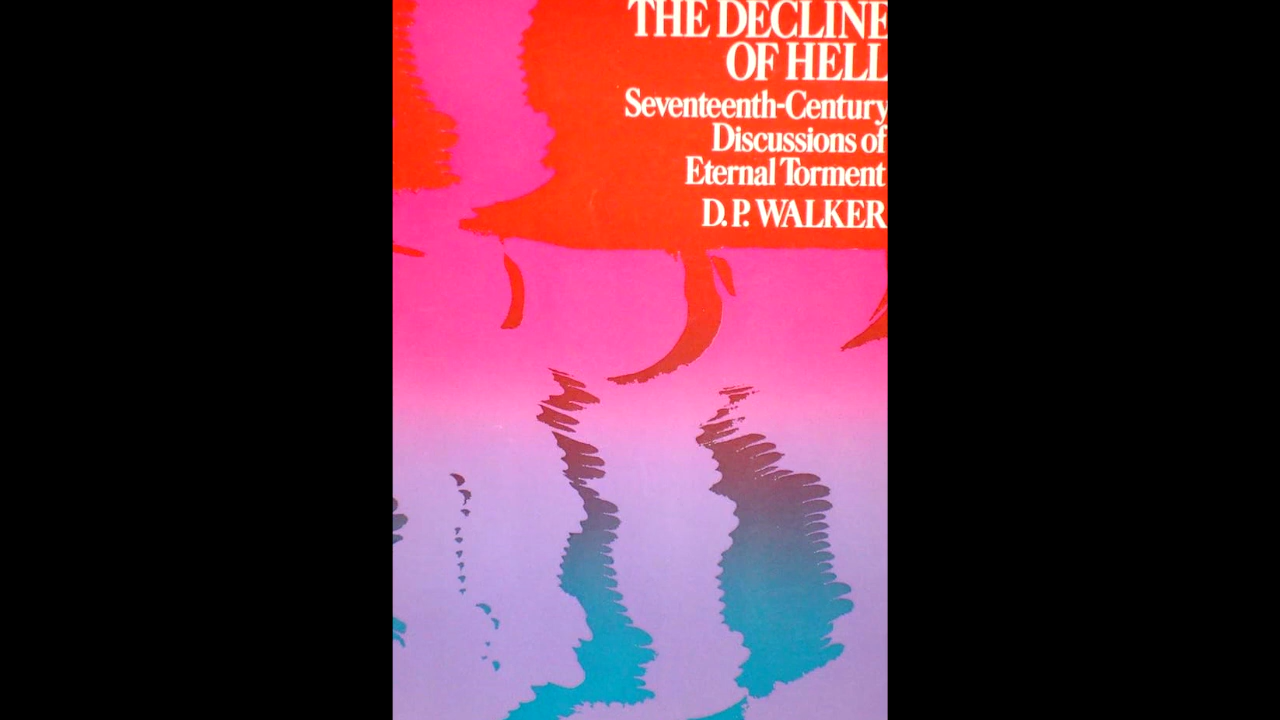 THE DECLINE
OF HELL
Seventeenth-Century
Discussions of
Eternal Torment
D.P. WALKER